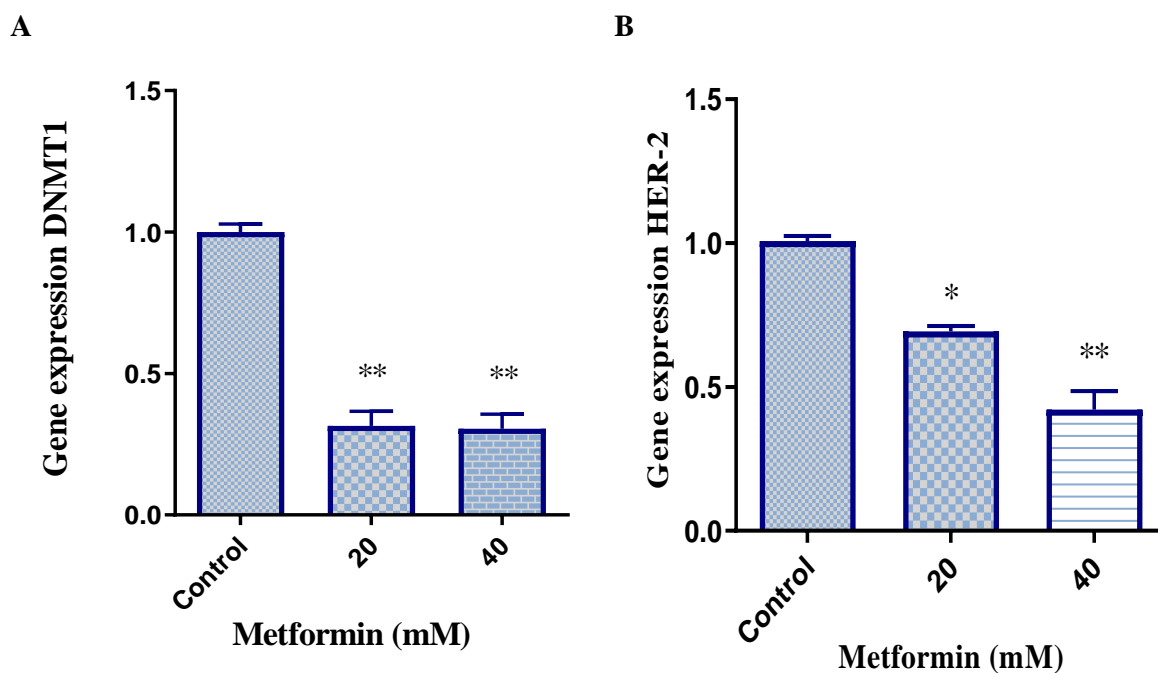 A
Gene expression DNMT1
1.5
1.0
0.5
0.0
**
**
Control
20
40
Metformin (mM)
B
Gene expression HER-2
1.5
1.0
0.5
0.0
*
**
Control
20
40
Metformin (mM)